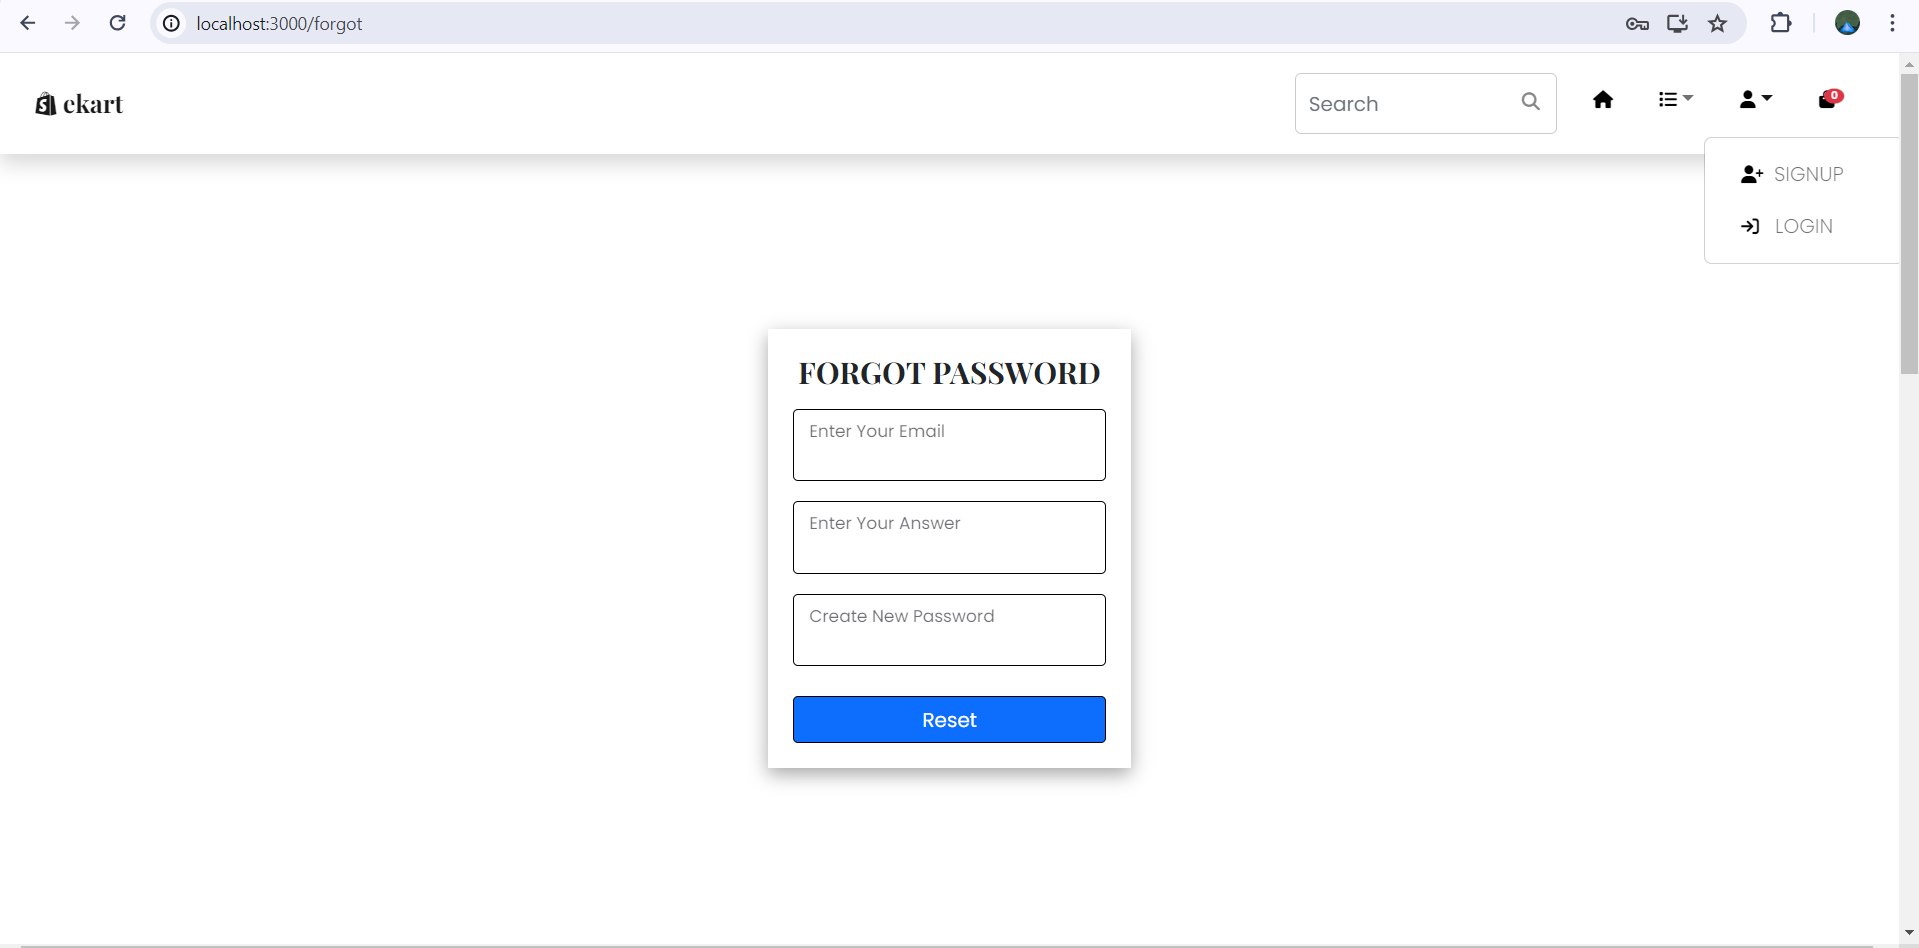 localhost:3000/forgot
ekart
Search
0
SIGNUP
LOGIN
FORGOT PASSWORD
Enter Your Email
Enter Your Answer
Create New Password
Reset